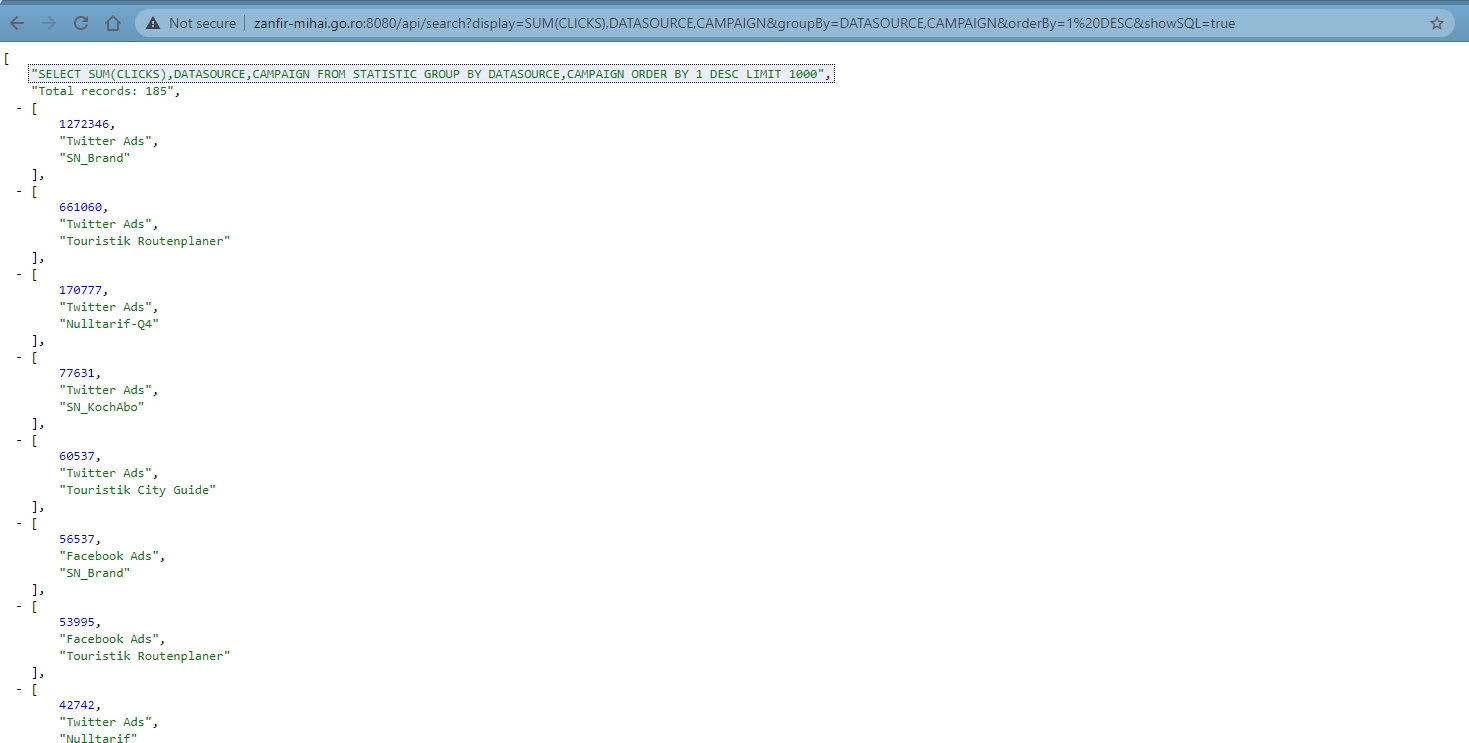 Not secure | zanfir-mihai.go.ro:8080/api/search?display=SUM(CLICKS),DATASOURCE,CAMPAIGN&groupBy=DATASOURCE,CAMPAIGN&orderBy=1%20DESC&showSQL=true
[
"SELECT SUM(CLICKS),DATASOURCE,CAMPAIGN FROM STATISTIC GROUP BY DATASOURCE,CAMPAIGN ORDER BY 1 DESC LIMIT 1000",
"Total records: 185",
- [
1272346,
"Twitter Ads",
"SN_Brand"
],
- [
661060,
"Twitter Ads",
"Touristik Routenplaner"
],
- [
170777,
"Twitter Ads",
"Nulltarif-Q4"
],
- [
77631,
"Twitter Ads",
"SN_KochAbo"
],
- [
60537,
"Twitter Ads",
"Touristik City Guide"
],
- [
56537,
"Facebook Ads",
"SN_Brand"
],
- [
53995,
"Facebook Ads",
"Touristik Routenplaner"
],
- [
42742,
"Twitter Ads",
"Nulltarif"